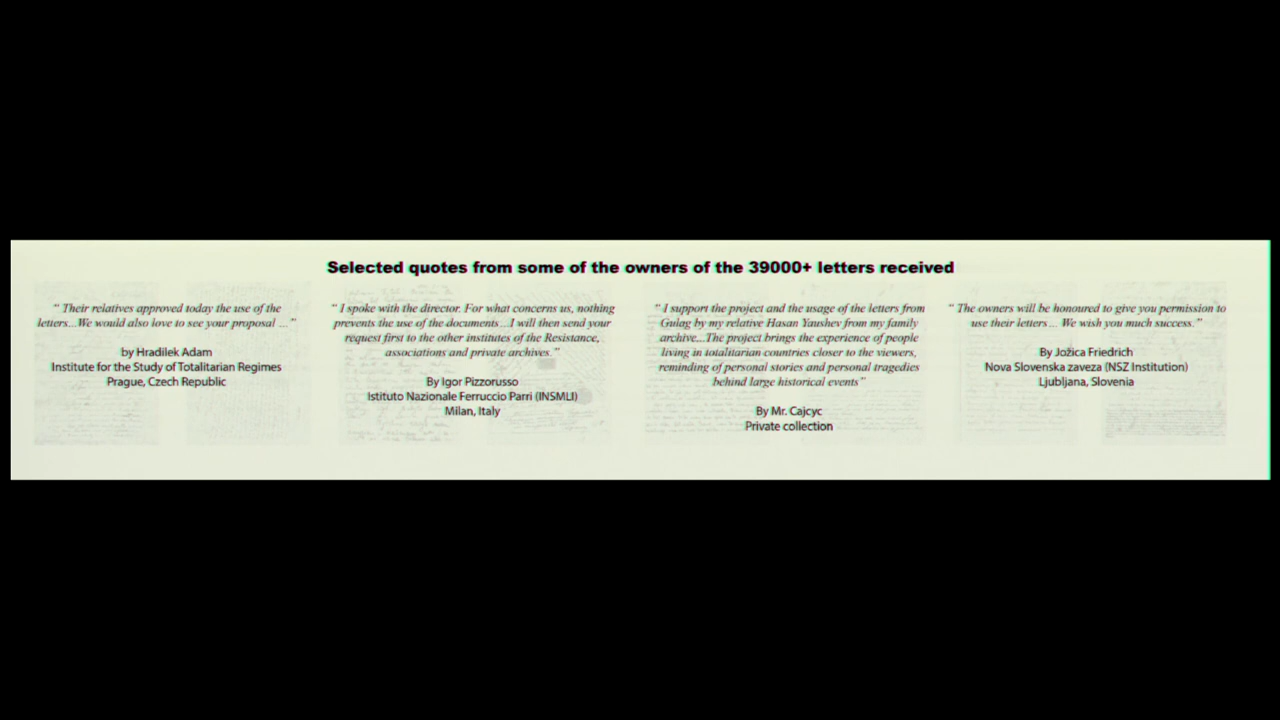 Selected quotes from some of the owners of the 39000+ letters received
“ Their relatives approved today the use of the
letters...We would also love to see your proposal ... ”
by Hradilek Adam
Institute for the Study of Totalitarian Regimes
Prague, Czech Republic
“ I spoke with the director. For what concerns us, nothing
prevents the use of the documents...I will then send your
request first to the other institutes of the Resistance,
associations and private archives.”
By Igor Pizzorusso
Istituto Nazionale Ferruccio Parri (INSMLI)
Milan, Italy
“ I support the project and the usage of the letters from
Gulag by my relative Hasan Yaushev from my family
archive...The project brings the experience of people
living in totalitarian countries closer to the viewers,
reminding of personal stories and personal tragedies
behind large historical events”
By Mr. Cajcyc
Private collection
“ The owners will be honoured to give you permission to
use their letters... We wish you much success.”
By Jožica Friedrich
Nova Slovenska zaveza (NSZ Institution)
Ljubljana, Slovenia